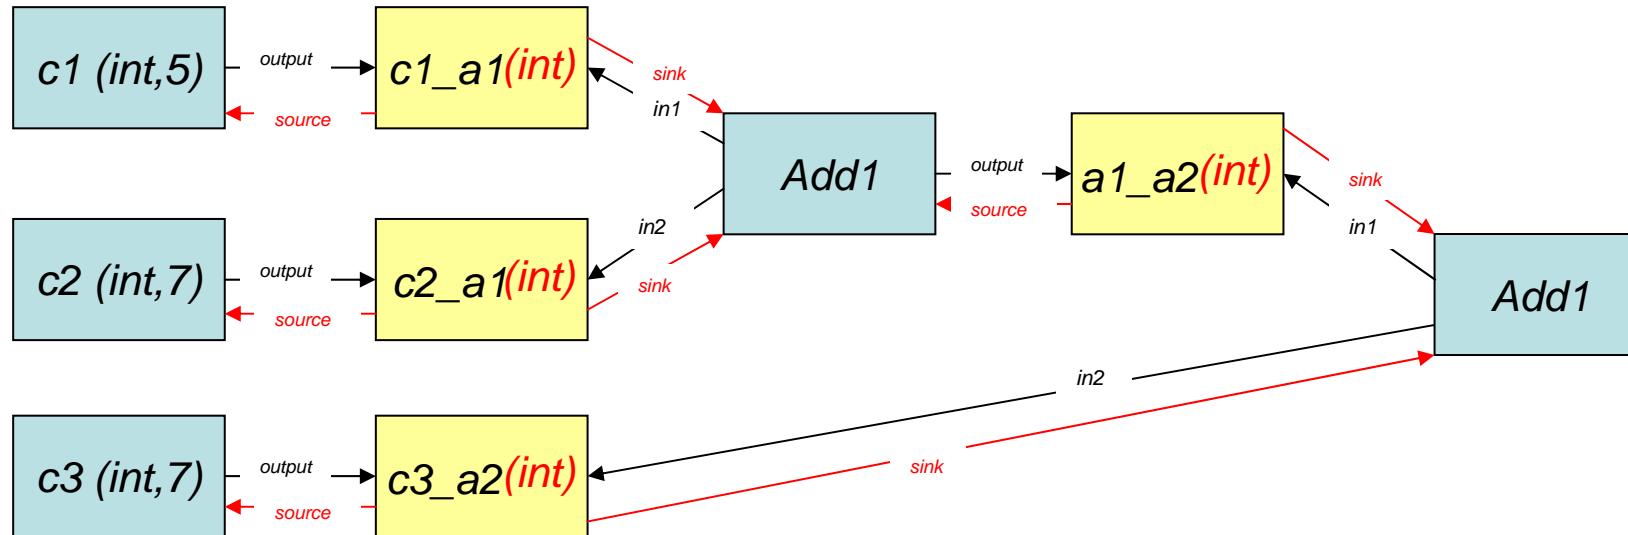 c1 (int,5)
output
source
c1_a1(int)
sink
in1
c2 (int,7)
output
source
c2_a1(int)
in2
sink
Add1
output
source
a1_a2(int)
sink
in1
Add1
c3 (int,7)
output
source
c3_a2(int)
in2
sink